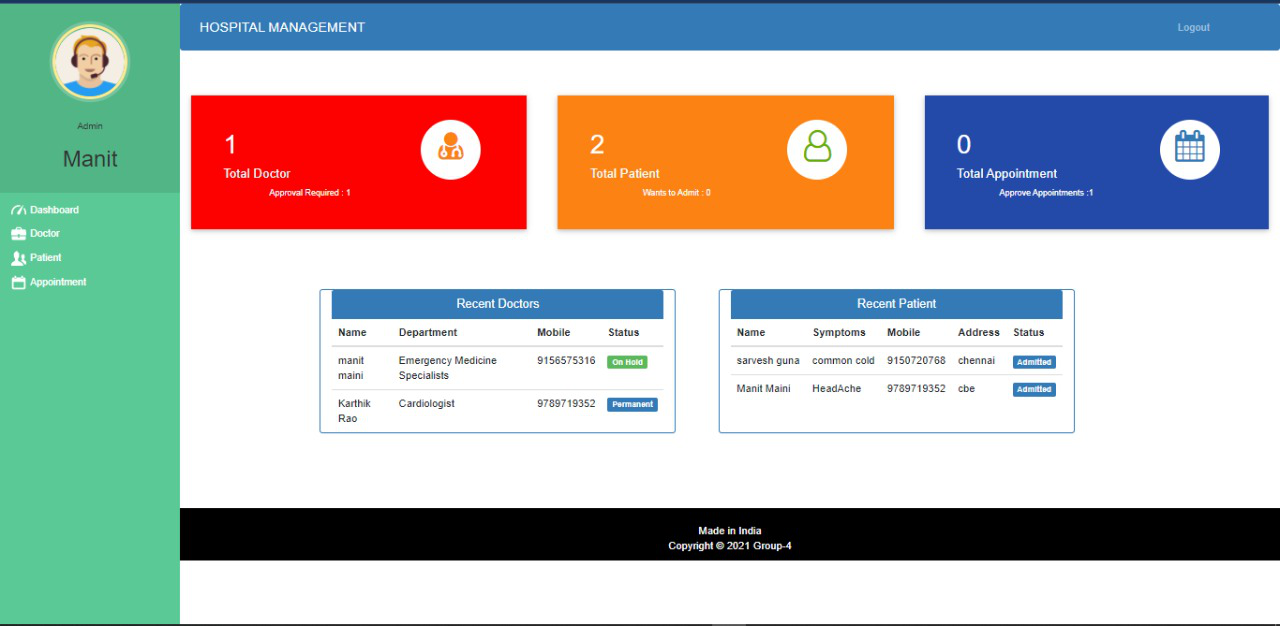 HOSPITAL MANAGEMENT
Logout
Admin
Manit
Dashboard
Doctor
Patient
Appointment
1
Total Doctor
Approval Required : 1
2
Total Patient
Wants to Admit : 0
0
Total Appointment
Approve Appointments :1
Recent Doctors
Name Department Mobile Status
manit Emergency Medicine 9156575316 On Hold
maini Specialists
Karthik Cardiologist 9789719352 Permanent
Rao
Recent Patient
Name Symptoms Mobile Address Status
sarvesh guna common cold 9150720768 chennai Admitted
Manit Maini HeadAche 9789719352 cbe Admitted
Made in India
Copyright © 2021 Group-4